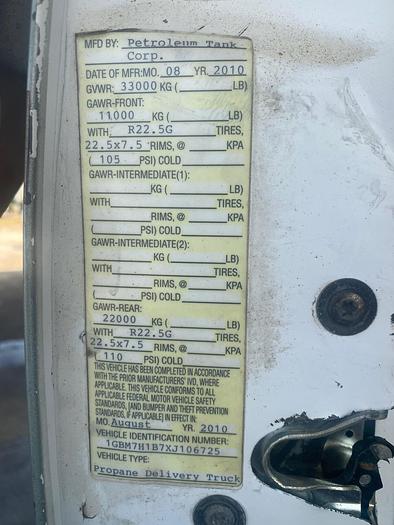 MFD BY: Petroleum Tank
Corp.
DATE OF MFR:MO. 08 YR. 2010
GVWR: 33000 KG ( LB)
GAWR-FRONT:
11000 KG ( LB)
WITH R22.5G TIRES,
22.5x7.5 RIMS, @ KPA
( 105 PSI) COLD
GAWR-INTERMEDIATE(1):
KG ( LB)
WITH TIRES,
RIMS, @ KPA
( PSI) COLD
GAWR-INTERMEDIATE(2):
KG ( LB)
WITH TIRES,
RIMS, @ KPA
( PSI) COLD
GAWR-REAR:
22000 KG ( LB)
WITH R22.5G TIRES,
22.5x7.5 RIMS, @ KPA
( 110 PSI) COLD
THIS VEHICLE HAS BEEN COMPLETED IN ACCORDANCE
WITH THE PRIOR MANUFACTURERS' IVD, WHERE
APPLICABLE. THIS VEHICLE CONFORMS TO ALL
APPLICABLE FEDERAL MOTOR VEHICLE SAFETY
STANDARDS, (AND BUMPER AND THEFT PREVENTION
STANDARDS, IF APPLICABLE) IN EFFECT IN:
MO. August YR. 2010
VEHICLE IDENTIFICATION NUMBER:
1GBM7H1B7XJ106725
VEHICLE TYPE:
Propane Delivery Truck